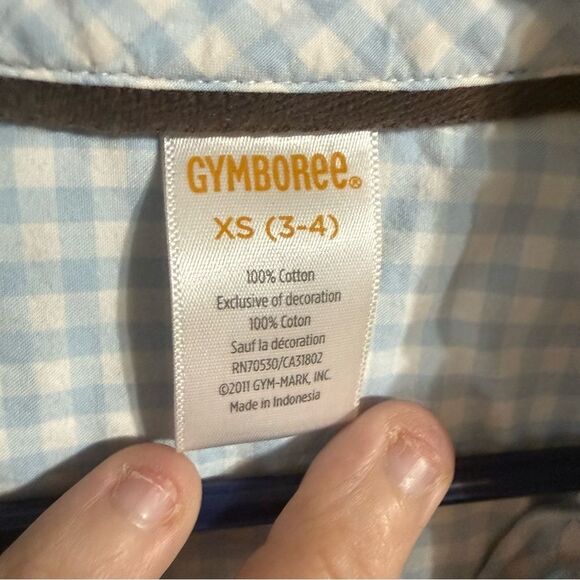 GYMBOREE®
XS (3-4)
100% Cotton
Exclusive of decoration
100% Coton
Sauf la décoration
RN70530/CA31802
©2011 GYM-MARK, INC.
Made in Indonesia